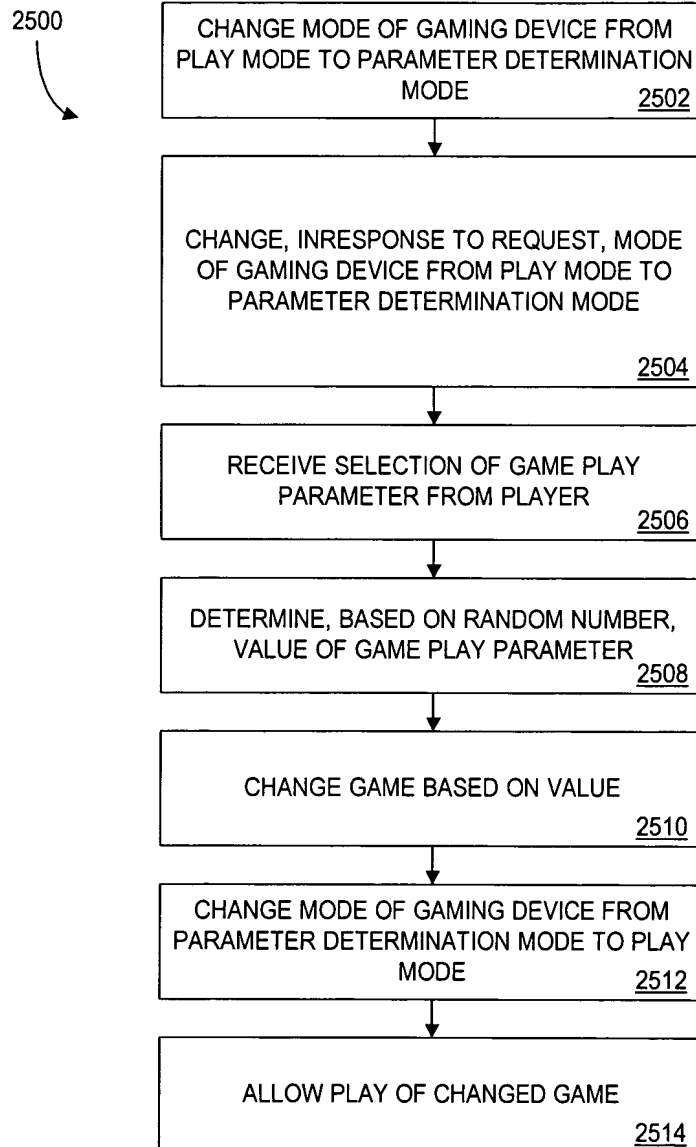 2500
CHANGE MODE OF GAMING DEVICE FROM
PLAY MODE TO PARAMETER DETERMINATION
MODE
2502
CHANGE, INRESPONSE TO REQUEST, MODE
OF GAMING DEVICE FROM PLAY MODE TO
PARAMETER DETERMINATION MODE
2504
RECEIVE SELECTION OF GAME PLAY
PARAMETER FROM PLAYER
2506
DETERMINE, BASED ON RANDOM NUMBER,
VALUE OF GAME PLAY PARAMETER
2508
CHANGE GAME BASED ON VALUE
2510
CHANGE MODE OF GAMING DEVICE FROM
PARAMETER DETERMINATION MODE TO PLAY
MODE
2512
ALLOW PLAY OF CHANGED GAME
2514